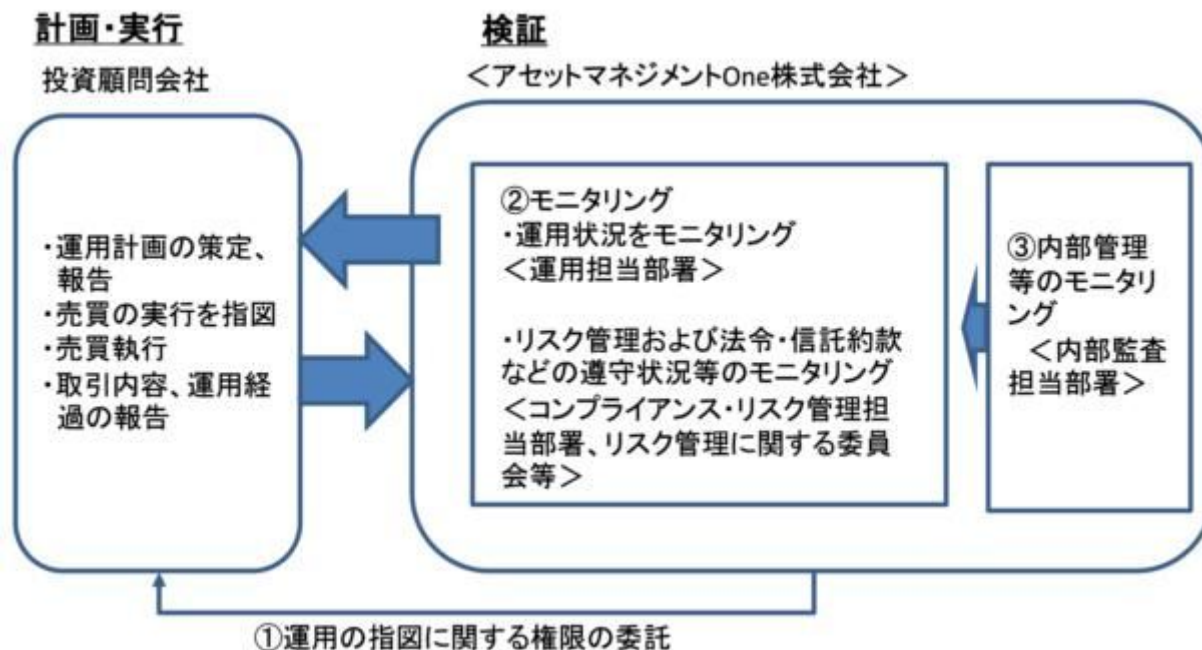 計画・実行
投資顧問会社
・運用計画の策定、
報告
・売買の実行を指図
・売買執行
・取引内容、運用経
過の報告
検証
＜アセットマネジメントOne株式会社＞
②モニタリング
・運用状況をモニタリング
＜運用担当部署＞
・リスク管理および法令・信託約款
などの遵守状況等のモニタリング
＜コンプライアンス・リスク管理担
当部署、リスク管理に関する委員
会等＞
③内部管理
等のモニタリ
ング
＜内部監査
担当部署＞
①運用の指図に関する権限の委託